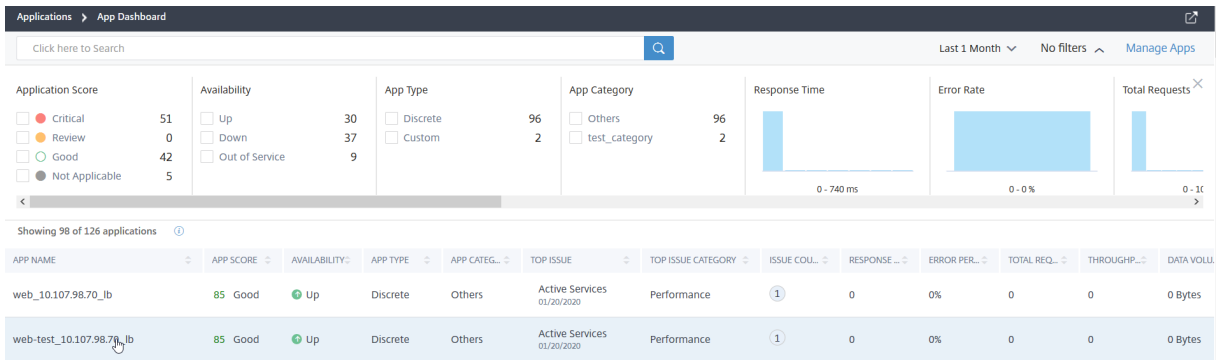 Applications > App Dashboard
Click here to Search
Last 1 Month
No filters
Manage Apps
Application Score
Critical 51
Review 0
Good 42
Not Applicable 5
Availability
Up 30
Down 37
Out of Service 9
App Type
Discrete 96
Custom 2
App Category
Others 96
test_category 2
Response Time
0 - 740 ms
Error Rate
0 - 0 %
Total Requests
0 - 10
Showing 98 of 126 applications
APP NAME APP SCORE AVAILABILITY APP TYPE APP CATEG... TOP ISSUE TOP ISSUE CATEGORY ISSUE COU... RESPONSE ... ERROR PER... TOTAL REQ... THROUGHP... DATA VOLU
web_10.107.98.70_lb 85 Good Up Discrete Others Active Services Performance 1 0 0% 0 0 0 Bytes
01/20/2020
web-test_10.107.98.70_lb 85 Good Up Discrete Others Active Services Performance 1 0 0% 0 0 0 Bytes
01/20/2020